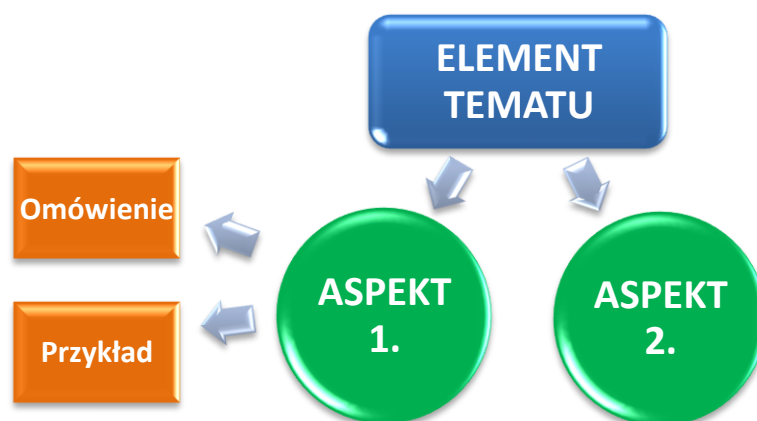 ELEMENT
TEMATU
Omówienie
Przykład
ASPEKT
1.
ASPEKT
2.